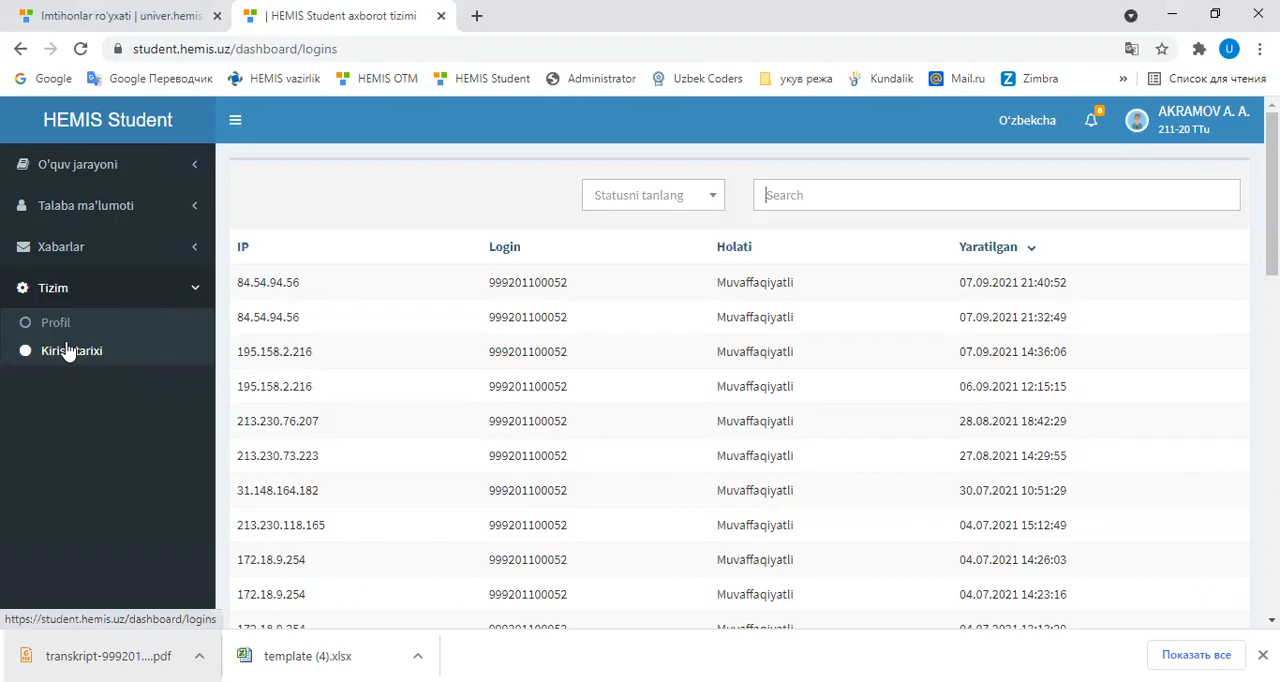 Imtihonlar ro'yxati | univer.hemis
| HEMIS Student axborot tizimi
student.hemis.uz/dashboard/logins
U
Google
Google Переводчик
HEMIS vazirlik
HEMIS OTM
HEMIS Student
Administrator
Uzbek Coders
укув режа
Kundalik
Mail.ru
Zimbra
»
Список для чтения
HEMIS Student
O'zbekcha
0
AKRAMOV A. A.
211-20 TTu
O'quv jarayoni
Talaba ma'lumoti
Xabarlar
Tizim
Profil
Kirish tarixi
Statusni tanlang
Search
IP Login Holati Yaratilgan
84.54.94.56 999201100052 Muvaffaqiyatli 07.09.2021 21:40:52
84.54.94.56 999201100052 Muvaffaqiyatli 07.09.2021 21:32:49
195.158.2.216 999201100052 Muvaffaqiyatli 07.09.2021 14:36:06
195.158.2.216 999201100052 Muvaffaqiyatli 06.09.2021 12:15:15
213.230.76.207 999201100052 Muvaffaqiyatli 28.08.2021 18:42:29
213.230.73.223 999201100052 Muvaffaqiyatli 27.08.2021 14:29:55
31.148.164.182 999201100052 Muvaffaqiyatli 30.07.2021 10:51:29
213.230.118.165 999201100052 Muvaffaqiyatli 04.07.2021 15:12:49
172.18.9.254 999201100052 Muvaffaqiyatli 04.07.2021 14:26:03
172.18.9.254 999201100052 Muvaffaqiyatli 04.07.2021 14:23:16
https://student.hemis.uz/dashboard/logins
transkript-999201....pdf
template (4).xlsx
Показать все